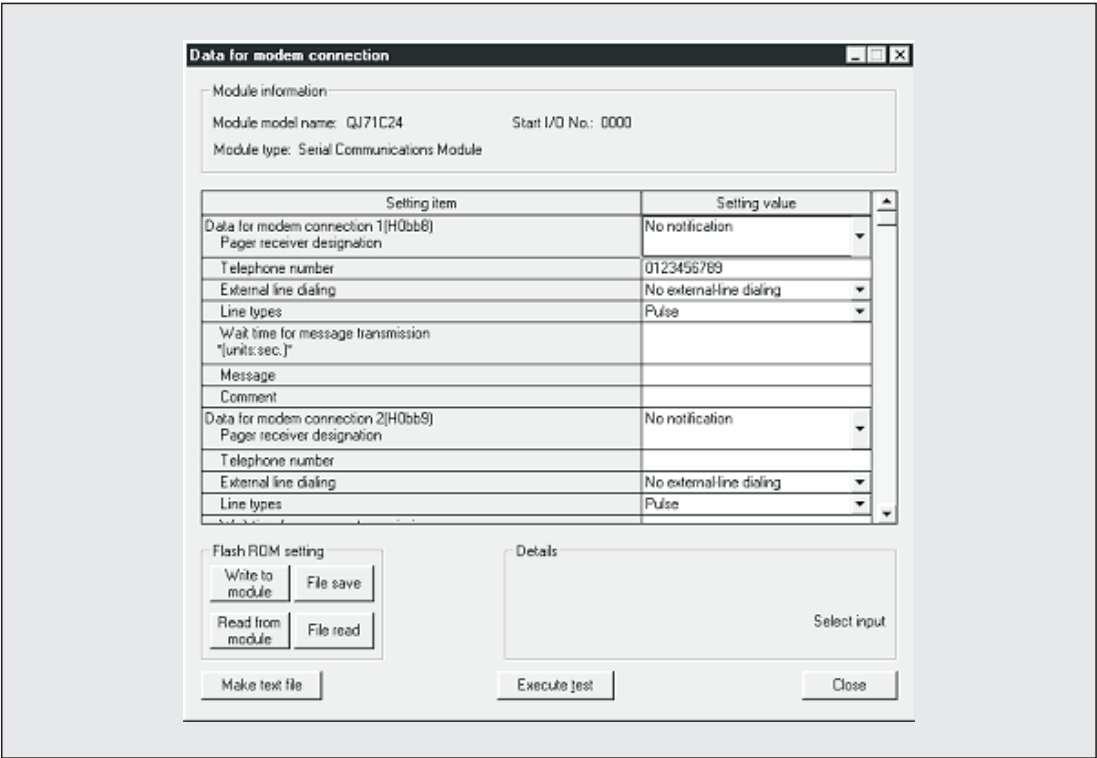 Data for modem connection
Module information
Module model name: QJ71C24 Start I/O No.: 0000
Module type: Serial Communications Module
Setting item Setting value
Data for modem connection 1(H0bb8) No notification
Pager receiver designation
Telephone number 0123456789
External line dialing No external-line dialing
Line types Pulse
Wait time for message transmission
"(units:sec.)"
Message
Comment
Data for modem connection 2(H0bb9) No notification
Pager receiver designation
Telephone number
External line dialing No external-line dialing
Line types Pulse
Flash ROM setting Details
Write to
module
File save
Read from
module
File read
Select input
Make text file Execute test Close